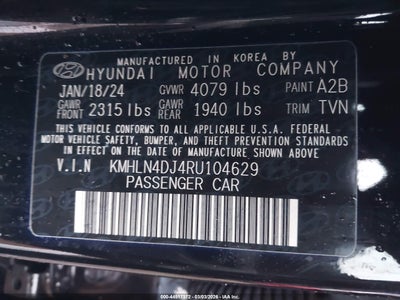 MANUFACTURED IN KOREA BY
HYUNDAI MOTOR COMPANY
JAN/18/24 GVWR 4079 lbs PAINT A2B
GAWR FRONT 2315 lbs GAWR REAR 1940 lbs TRIM TVN
THIS VEHICLE CONFORMS TO ALL APPLICABLE U.S.A. FEDERAL
MOTOR VEHICLE SAFETY, BUMPER, AND THEFT PREVENTION
STANDARDS IN EFFECT ON THE DATE OF MANUFACTURE
SHOWN ABOVE
V.I.N KMHLN4DJ4RU104629
PASSENGER CAR